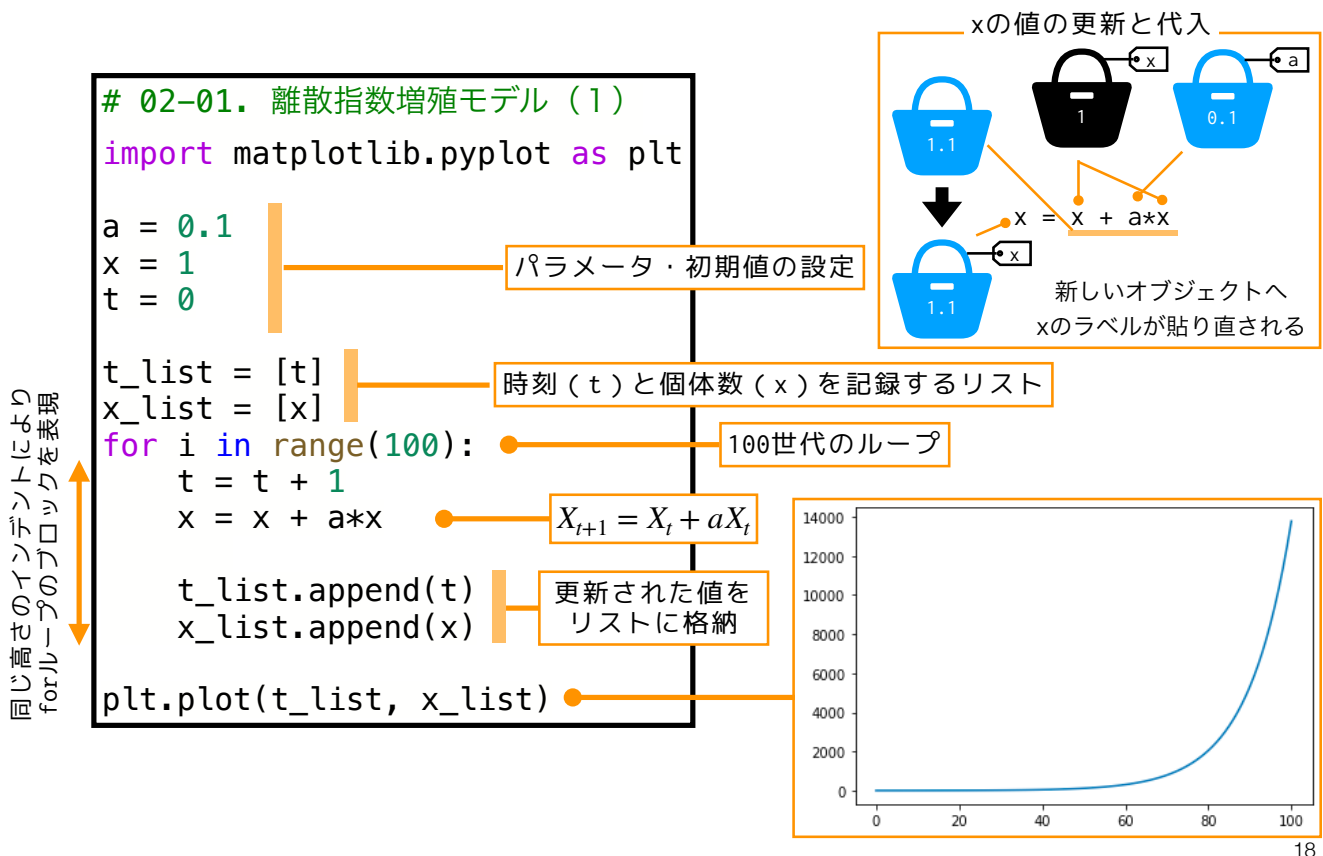 # 02-01. 離散指数増殖モデル（1）
import matplotlib.pyplot as plt
a = 0.1
x = 1
t = 0
パラメータ・初期値の設定
t_list = [t]
x_list = [x]
時刻(t)と個体数(x)を記録するリスト
for i in range(100):
100世代のループ
t = t + 1
x = x + a*x
X_{t+1} = X_t + aX_t
t_list.append(t)
x_list.append(x)
更新された値を
リストに格納
plt.plot(t_list, x_list)
同じ高さのインデントにより
forループのブロックを表現
xの値の更新と代入
x
a
1
0.1
1.1
x = x + a*x
x
1.1
新しいオブジェクトへ
xのラベルが貼り直される
14000
12000
10000
8000
6000
4000
2000
0
0 20 40 60 80 100
18